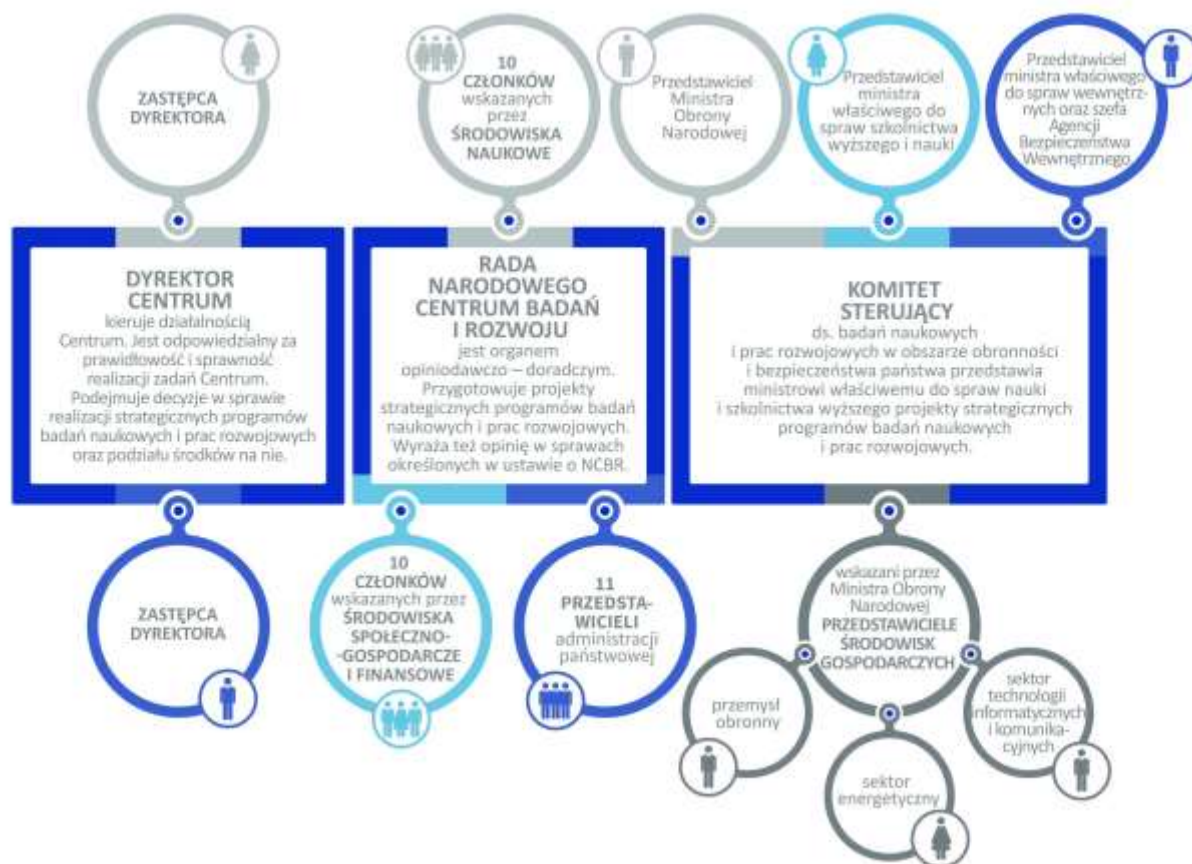 ZASTĘPCA
DYREKTORA
10
CZŁONKÓW
wskazanych
przez
ŚRODOWISKA
NAUKOWE
Przedstawiciel
Ministra
Obrony
Narodowej
Przedstawiciel
ministra
właściwego do
spraw szkolnictwa
wyższego i nauki
Przedstawiciel
ministra właściwego
do spraw wewnętrz-
nych oraz szefa
Agencji
Bezpieczeństwa
Wewnętrznego
DYREKTOR
CENTRUM
kieruje działalnością
Centrum. Jest odpowiedzialny za
prawidłowość i sprawność
realizacji zadań Centrum.
Podejmuje decyzje w sprawie
realizacji strategicznych programów
badań naukowych i prac rozwojowych
oraz podziału środków na nie.
RADA
NARODOWEGO
CENTRUM BADAŃ
I ROZWOJU
jest organem
opiniodawczo – doradczym.
Przygotowuje projekty
strategicznych programów badań
naukowych i prac rozwojowych.
Wyraża też opinię w sprawach
określonych w ustawie o NCBR.
KOMITET
STERUJĄCY
ds. badań naukowych
i prac rozwojowych w obszarze obronności
i bezpieczeństwa państwa przedstawia
ministrowi właściwemu do spraw nauki
i szkolnictwa wyższego projekty strategicznych
programów badań naukowych
i prac rozwojowych.
ZASTĘPCA
DYREKTORA
10
CZŁONKÓW
wskazanych przez
ŚRODOWISKA
SPOŁECZNO-
-GOSPODARCZE
I FINANSOWE
11
PRZEDSTA-
WICIELI
administracji
państwowej
wskazani przez
Ministra Obrony
Narodowej
PRZEDSTAWICIELE
ŚRODOWISK
GOSPODARCZYCH
przemysł
obronny
sektor
energetyczny
sektor
technologii
informatycznych
i komunika-
cyjnych